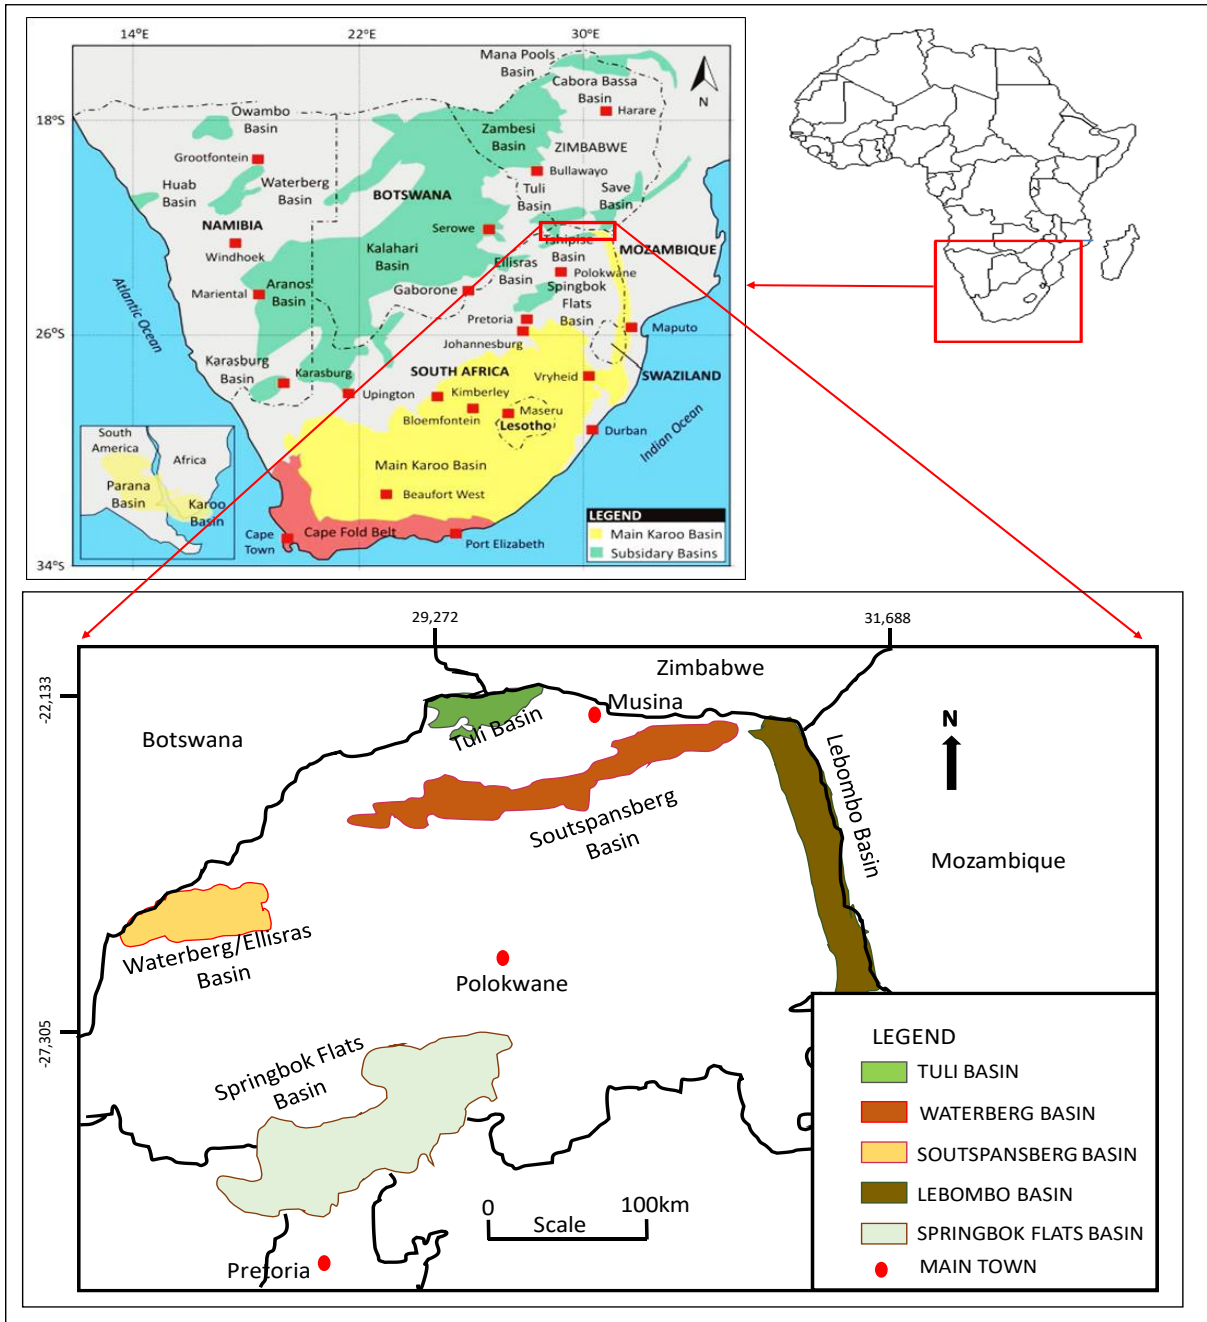 14°E
22°E
30°E
18°S
26°S
34°S
Mana Pools
Basin
Cabora Bassa
Basin
N
Harare
Owambo
Basin
Zambesi
Basin
ZIMBABWE
Grootfontein
Bullawayo
Huab
Basin
Waterberg
Basin
BOTSWANA
Tuli
Basin
Save
Basin
NAMIBIA
Serowe
Windhoek
Kalahari
Basin
Tshipise
Basin
MOZAMBIQUE
Ellisras
Basin
Polokwane
Atlantic Ocean
Mariental
Aranos
Basin
Gaborone
Spingbok
Flats
Basin
Pretoria
Maputo
Johannesburg
Karasburg
Basin
Karasburg
SOUTH AFRICA
Vryheid
SWAZILAND
Upington
Kimberley
Bloemfontein
Maseru
Lesotho
Durban
Indian Ocean
South
America
Africa
Parana
Basin
Karoo
Basin
Main Karoo Basin
Beaufort West
Cape Fold Belt
Cape
Town
Port Elizabeth
LEGEND
Main Karoo Basin
Subsidary Basins
29,272
31,688
-22,133
-27,305
Zimbabwe
Musina
Botswana
Tuli Basin
N
Lebombo Basin
Soutspansberg
Basin
Mozambique
Waterberg/Ellisras
Basin
Polokwane
Springbok Flats
Basin
0
100km
Scale
Pretoria
LEGEND
TULI BASIN
WATERBERG BASIN
SOUTSPANSBERG BASIN
LEBOMBO BASIN
SPRINGBOK FLATS BASIN
MAIN TOWN